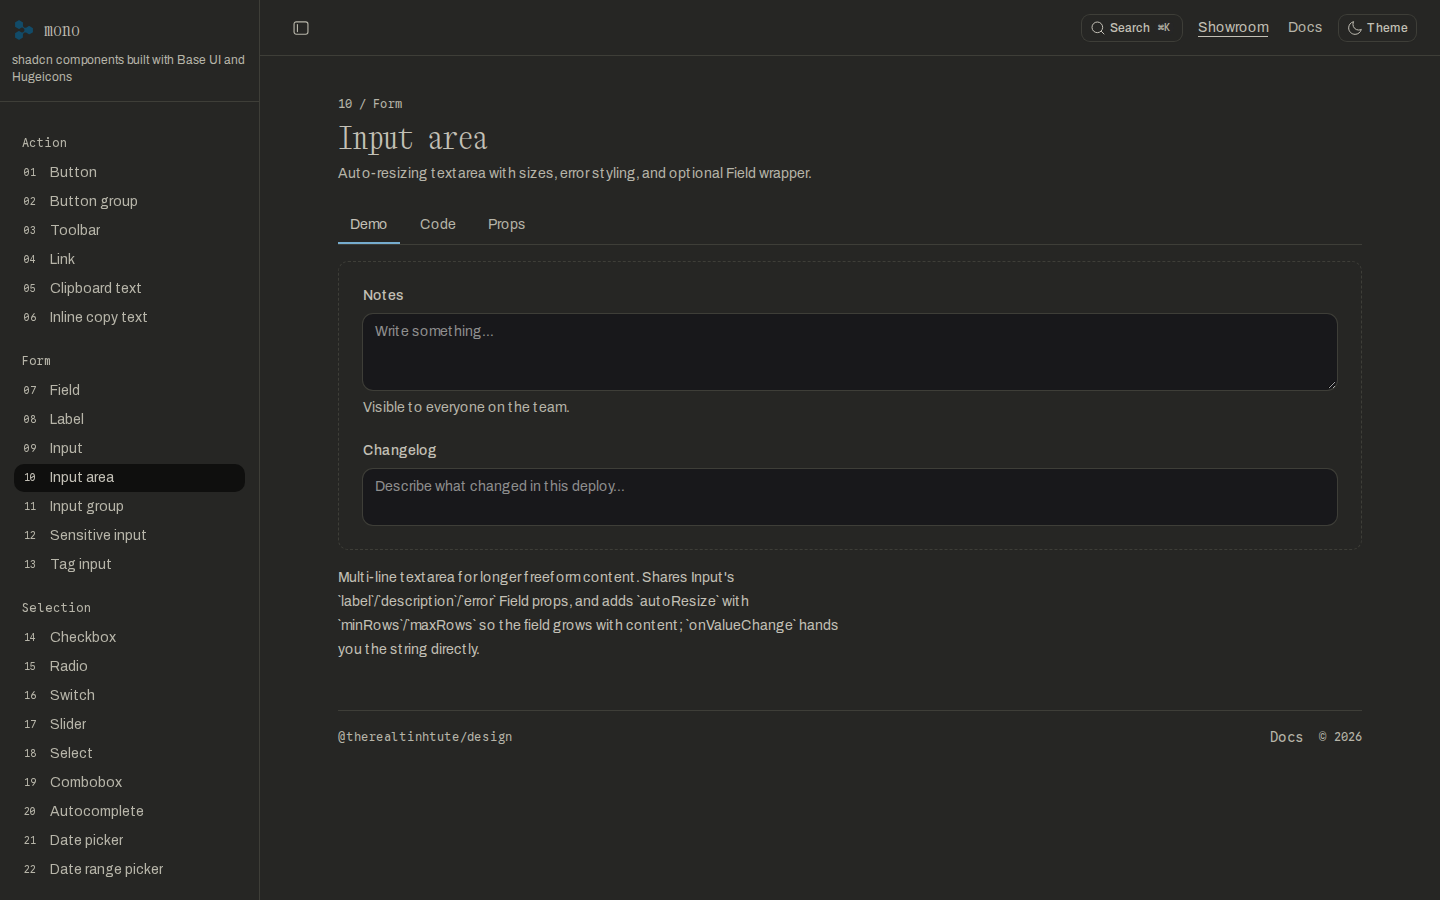 mono
shadcn components built with Base UI and
Hugeicons
Search ⌘K
Showroom
Docs
Theme
Action
01 Button
02 Button group
03 Toolbar
04 Link
05 Clipboard text
06 Inline copy text
Form
07 Field
08 Label
09 Input
10 Input area
11 Input group
12 Sensitive input
13 Tag input
Selection
14 Checkbox
15 Radio
16 Switch
17 Slider
18 Select
19 Combobox
20 Autocomplete
21 Date picker
22 Date range picker
10 / Form
Input area
Auto-resizing textarea with sizes, error styling, and optional Field wrapper.
Demo Code Props
Notes
Write something...
Visible to everyone on the team.
Changelog
Describe what changed in this deploy...
Multi-line textarea for longer freeform content. Shares Input's
`label`/`description`/`error` Field props, and adds `autoResize` with
`minRows`/`maxRows` so the field grows with content; `onValueChange` hands
you the string directly.
@therealtinhtute/design
Docs © 2026